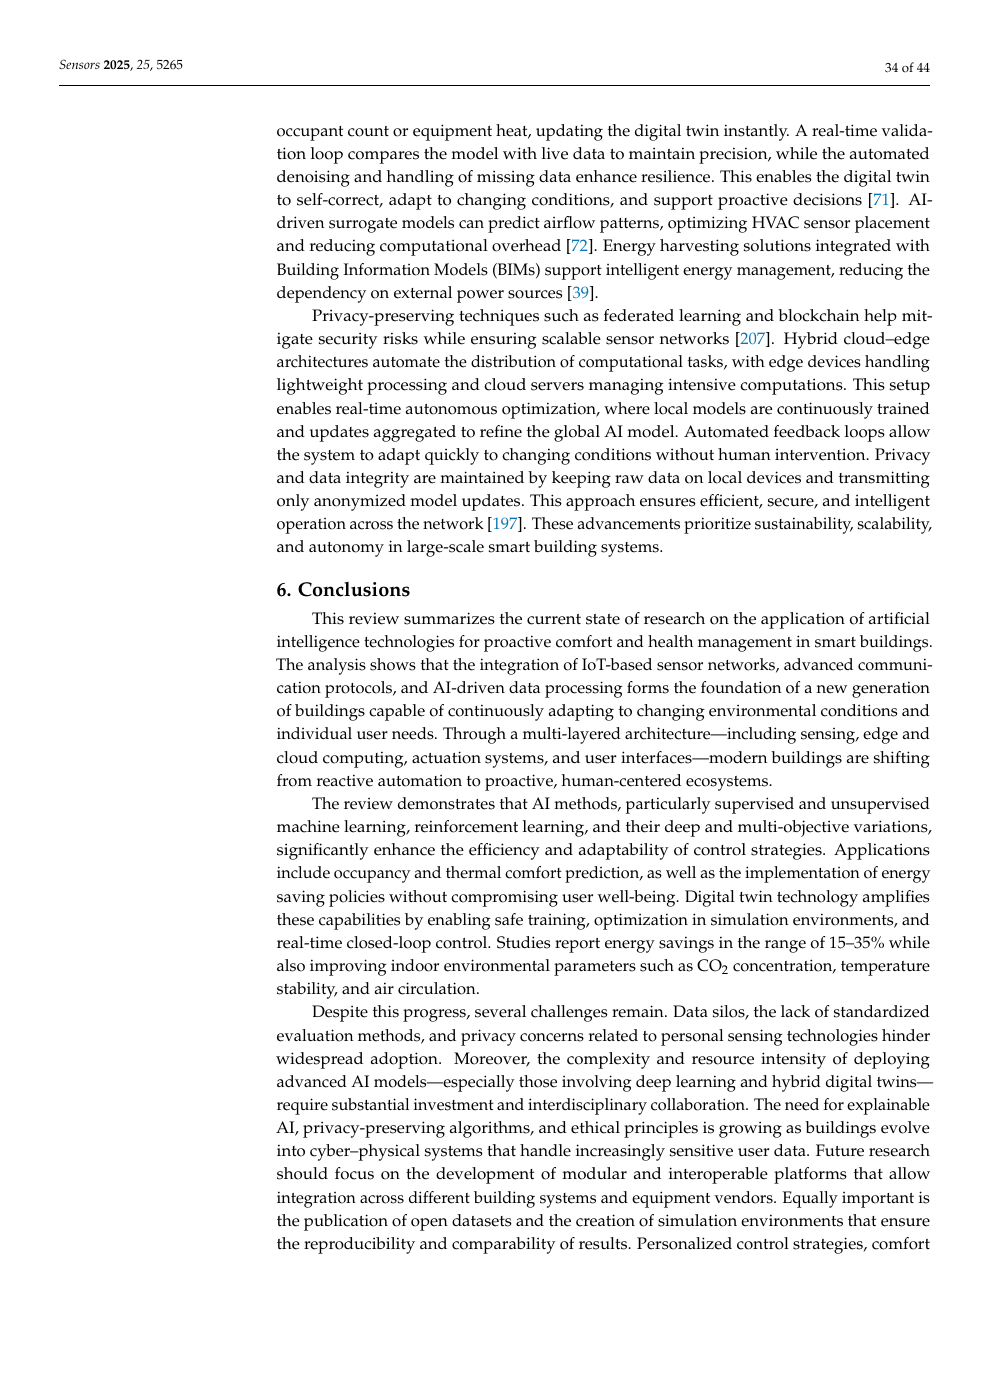 Sensors 2025, 25, 5265
34 of 44
occupant count or equipment heat, updating the digital twin instantly. A real-time valida-
tion loop compares the model with live data to maintain precision, while the automated
denoising and handling of missing data enhance resilience. This enables the digital twin
to self-correct, adapt to changing conditions, and support proactive decisions [71]. AI-
driven surrogate models can predict airflow patterns, optimizing HVAC sensor placement
and reducing computational overhead [72]. Energy harvesting solutions integrated with
Building Information Models (BIMs) support intelligent energy management, reducing the
dependency on external power sources [39].
Privacy-preserving techniques such as federated learning and blockchain help mit-
igate security risks while ensuring scalable sensor networks [207]. Hybrid cloud–edge
architectures automate the distribution of computational tasks, with edge devices handling
lightweight processing and cloud servers managing intensive computations. This setup
enables real-time autonomous optimization, where local models are continuously trained
and updates aggregated to refine the global AI model. Automated feedback loops allow
the system to adapt quickly to changing conditions without human intervention. Privacy
and data integrity are maintained by keeping raw data on local devices and transmitting
only anonymized model updates. This approach ensures efficient, secure, and intelligent
operation across the network [197]. These advancements prioritize sustainability, scalability,
and autonomy in large-scale smart building systems.
6. Conclusions
This review summarizes the current state of research on the application of artificial
intelligence technologies for proactive comfort and health management in smart buildings.
The analysis shows that the integration of IoT-based sensor networks, advanced communi-
cation protocols, and AI-driven data processing forms the foundation of a new generation
of buildings capable of continuously adapting to changing environmental conditions and
individual user needs. Through a multi-layered architecture—including sensing, edge and
cloud computing, actuation systems, and user interfaces—modern buildings are shifting
from reactive automation to proactive, human-centered ecosystems.
The review demonstrates that AI methods, particularly supervised and unsupervised
machine learning, reinforcement learning, and their deep and multi-objective variations,
significantly enhance the efficiency and adaptability of control strategies. Applications
include occupancy and thermal comfort prediction, as well as the implementation of energy
saving policies without compromising user well-being. Digital twin technology amplifies
these capabilities by enabling safe training, optimization in simulation environments, and
real-time closed-loop control. Studies report energy savings in the range of 15–35% while
also improving indoor environmental parameters such as CO₂ concentration, temperature
stability, and air circulation.
Despite this progress, several challenges remain. Data silos, the lack of standardized
evaluation methods, and privacy concerns related to personal sensing technologies hinder
widespread adoption. Moreover, the complexity and resource intensity of deploying
advanced AI models—especially those involving deep learning and hybrid digital twins—
require substantial investment and interdisciplinary collaboration. The need for explainable
AI, privacy-preserving algorithms, and ethical principles is growing as buildings evolve
into cyber–physical systems that handle increasingly sensitive user data. Future research
should focus on the development of modular and interoperable platforms that allow
integration across different building systems and equipment vendors. Equally important is
the publication of open datasets and the creation of simulation environments that ensure
the reproducibility and comparability of results. Personalized control strategies, comfort